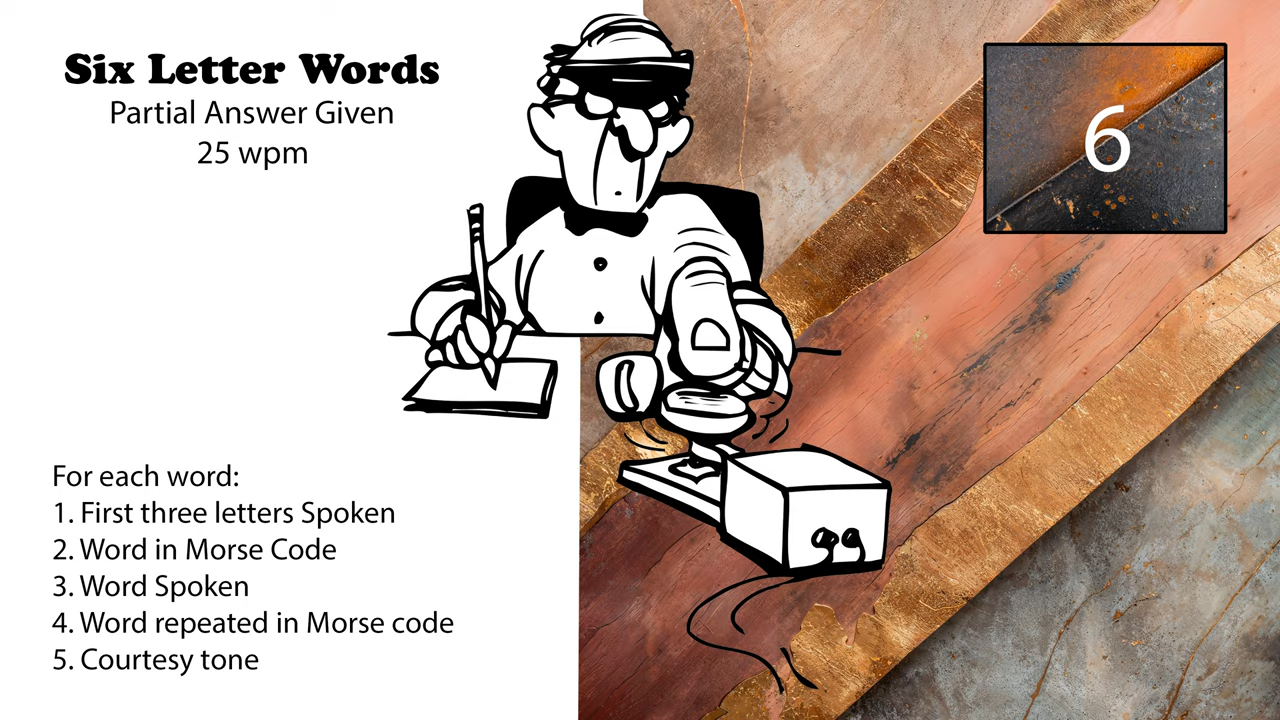 Six Letter Words
Partial Answer Given
25 wpm
6
For each word:
1. First three letters Spoken
2. Word in Morse Code
3. Word Spoken
4. Word repeated in Morse code
5. Courtesy tone